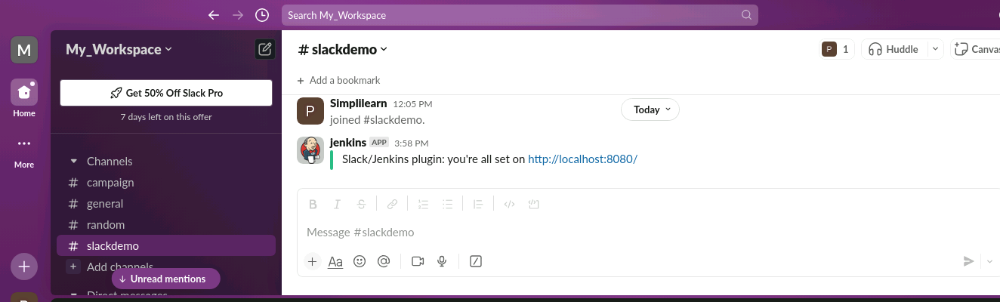 Search My_Workspace
M
My_Workspace
Get 50% Off Slack Pro
7 days left on this offer
Home
More
Channels
# campaign
# general
# random
# slackdemo
+ Add channels
↓ Unread mentions
Direct messages
# slackdemo
P 1
Huddle
Canvas
+ Add a bookmark
Today
P
Simplilearn 12:05 PM
joined #slackdemo.
jenkins APP 3:58 PM
Slack/Jenkins plugin: you're all set on http://localhost:8080/
B I S
Message #slackdemo
+ Aa @